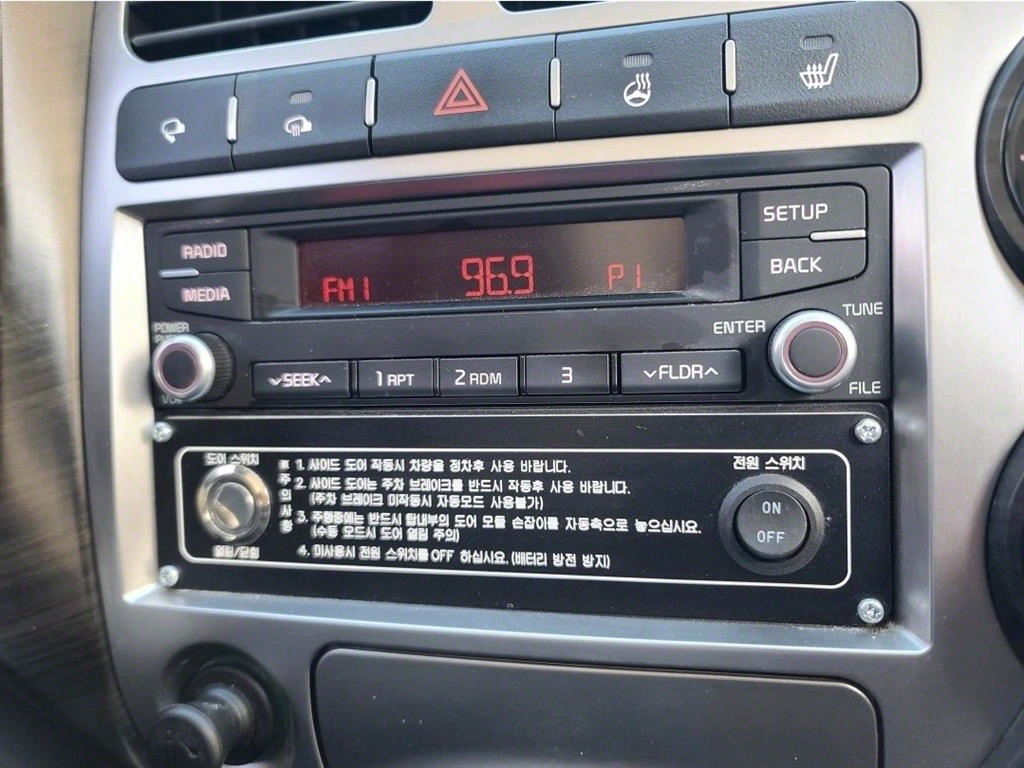 SETUP
RADIO
BACK
MEDIA
FM1 96.9 P1
POWER
ENTER
TUNE
SEEK
1 RPT
2 RDM
3
FLDR
FILE
도어 스위치
열림/닫힘
※ 주의사항
1. 사이드 도어 작동시 차량을 정차후 사용 바랍니다.
2. 사이드 도어는 주차 브레이크를 반드시 작동후 사용 바랍니다.
(주차 브레이크 미작동시 자동모드 사용불가)
3. 주행중에는 반드시 탑내부의 도어 모듈 손잡이를 자동측으로 놓으십시요.
(수동 모드시 도어 열림 주의)
4. 미사용시 전원 스위치를 OFF 하십시요. (배터리 방전 방지)
전원 스위치
ON
OFF